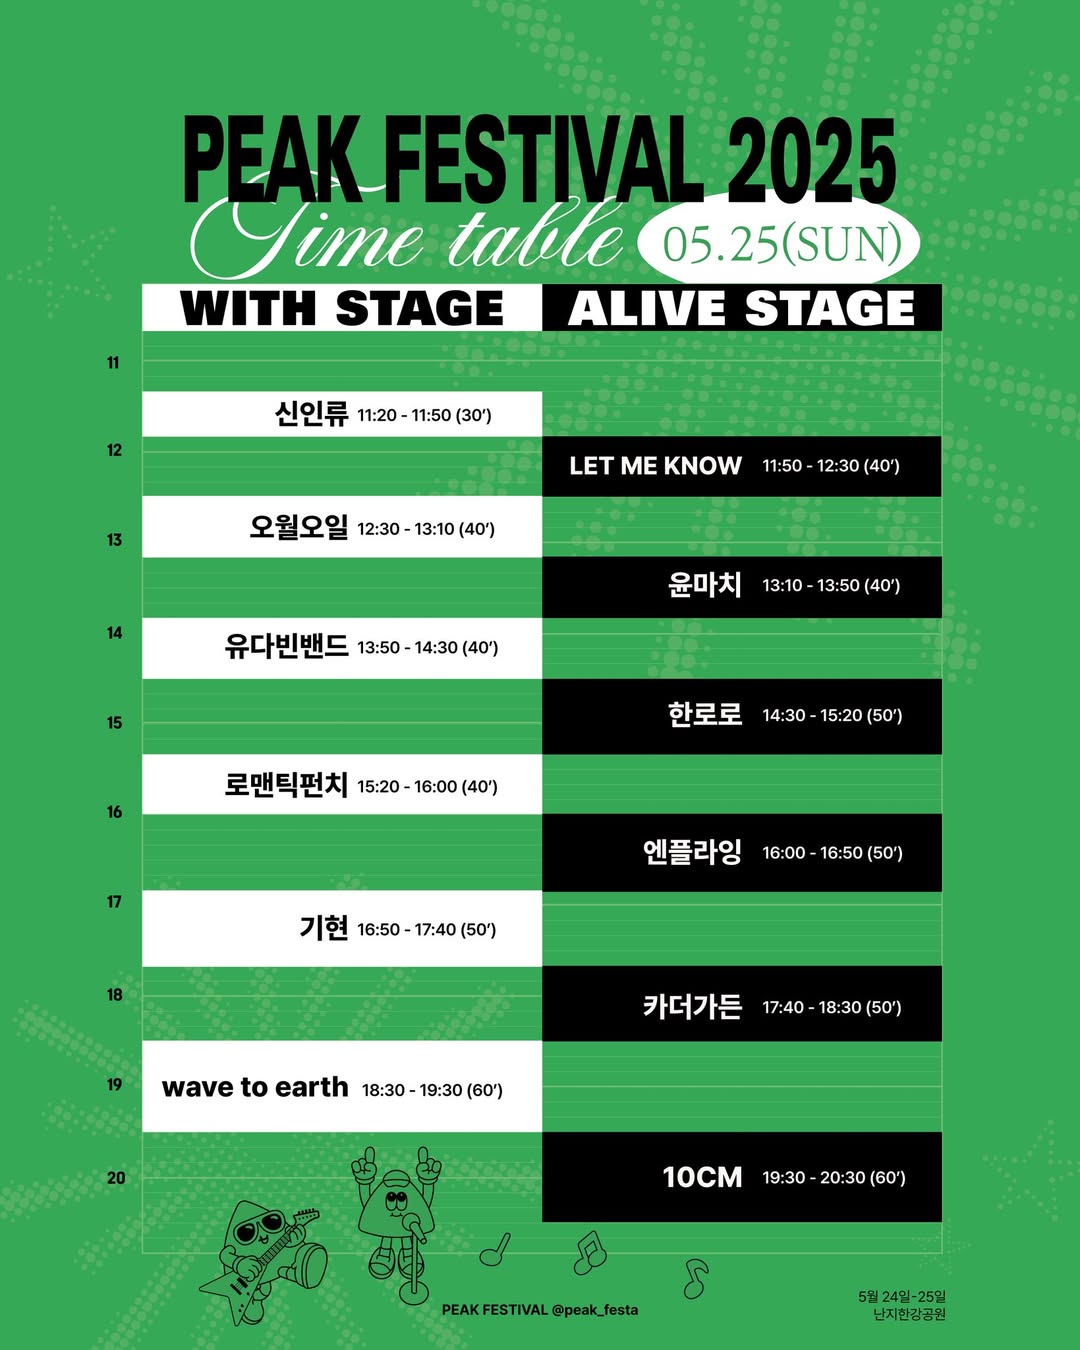 PEAK FESTIVAL 2025
Time table 05.25(SUN)
WITH STAGE ALIVE STAGE
11
신인류 11:20 - 11:50 (30′)
12
LET ME KNOW 11:50 - 12:30 (40′)
오월오일 12:30 - 13:10 (40′)
13
윤마치 13:10 - 13:50 (40′)
14
유다빈밴드 13:50 - 14:30 (40′)
한로로 14:30 - 15:20 (50′)
15
로맨틱펀치 15:20 - 16:00 (40′)
16
엔플라잉 16:00 - 16:50 (50′)
17
기현 16:50 - 17:40 (50′)
18
카더가든 17:40 - 18:30 (50′)
19
wave to earth 18:30 - 19:30 (60′)
20
10CM 19:30 - 20:30 (60′)
PEAK FESTIVAL @peak_festa
5월 24일-25일
난지한강공원